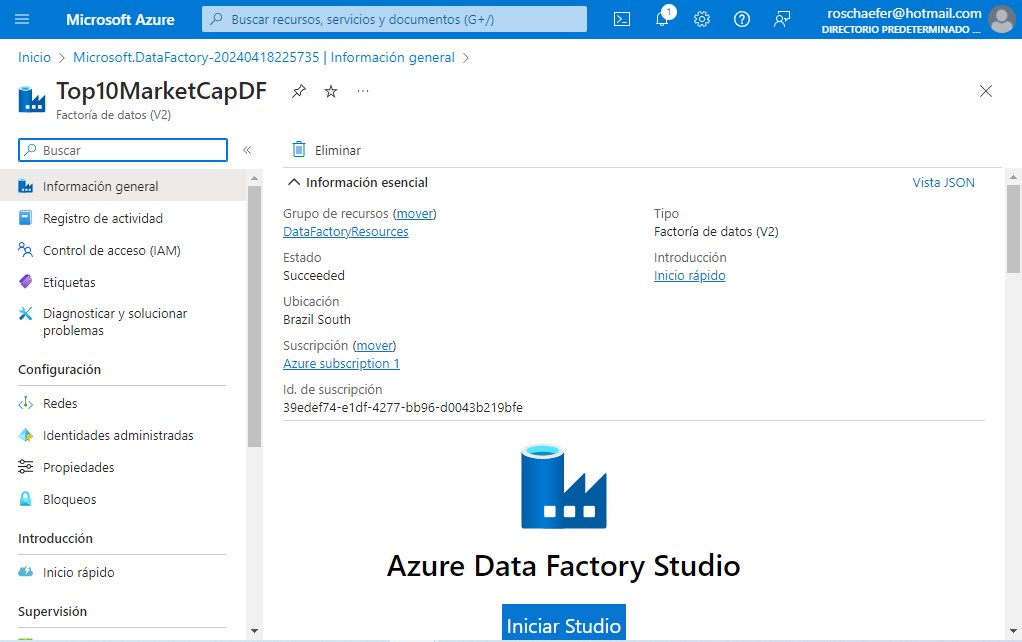 Microsoft Azure
Buscar recursos, servicios y documentos (G+/)
1
roschaefer@hotmail.com
DIRECTORIO PREDETERMINADO ...
Inicio > Microsoft.DataFactory-20240418225735 | Información general >
Top10MarketCapDF
Factoría de datos (V2)
Buscar
Información general
Registro de actividad
Control de acceso (IAM)
Etiquetas
Diagnosticar y solucionar
problemas
Configuración
Redes
Identidades administradas
Propiedades
Bloqueos
Introducción
Inicio rápido
Supervisión
Eliminar
Información esencial
Vista JSON
Grupo de recursos (mover)
DataFactoryResources
Estado
Succeeded
Ubicación
Brazil South
Suscripción (mover)
Azure subscription 1
Id. de suscripción
39edef74-e1df-4277-bb96-d0043b219bfe
Tipo
Factoría de datos (V2)
Introducción
Inicio rápido
Azure Data Factory Studio
Iniciar Studio